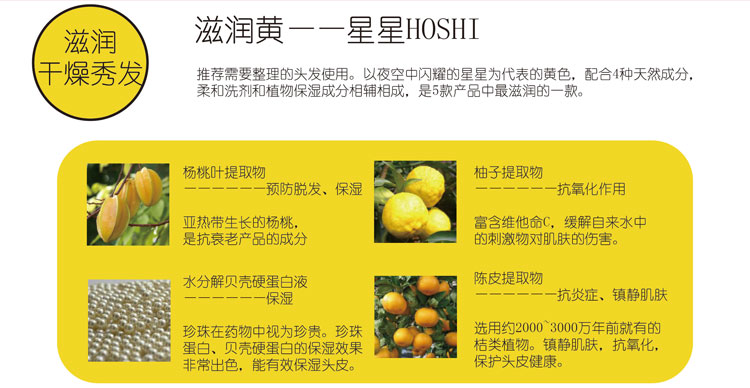 滋润
干燥秀发
滋润黄——星星HOSHI
推荐需要整理的头发使用。以夜空中闪耀的星星为代表的黄色，配合4种天然成分，
柔和洗剂和植物保湿成分相辅相成，是5款产品中最滋润的一款。
杨桃叶提取物
——————预防脱发、保湿
亚热带生长的杨桃，
是抗衰老产品的成分
柚子提取物
——————抗氧化作用
富含维他命C，缓解自来水中
的刺激物对肌肤的伤害。
水分解贝壳硬蛋白液
——————保湿
珍珠在药物中视为珍贵。珍珠
蛋白、贝壳硬蛋白的保湿效果
非常出色，能有效保湿头皮。
陈皮提取物
——————抗炎症、镇静肌肤
选用约2000~3000万年前就有的
桔类植物。镇静肌肤，抗氧化，
保护头皮健康。